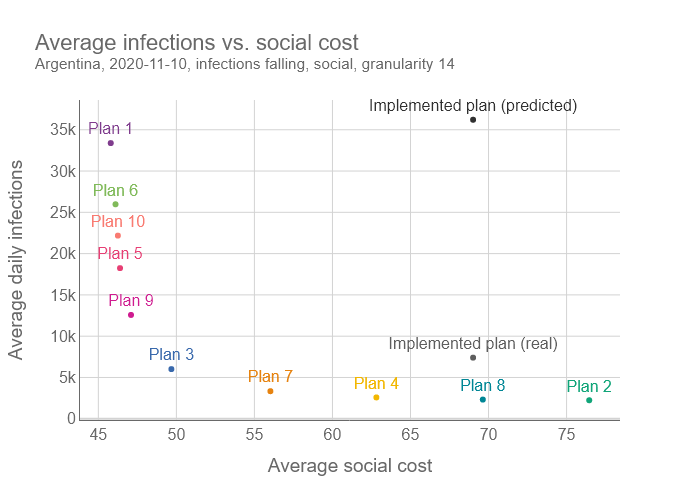 Average infections vs. social cost
Argentina, 2020-11-10, infections falling, social, granularity 14
Average daily infections
35k
30k
25k
20k
15k
10k
5k
0
Implemented plan (predicted)
Plan 1
Plan 6
Plan 10
Plan 5
Plan 9
Implemented plan (real)
Plan 3
Plan 7
Plan 4
Plan 8
Plan 2
45 50 55 60 65 70 75
Average social cost